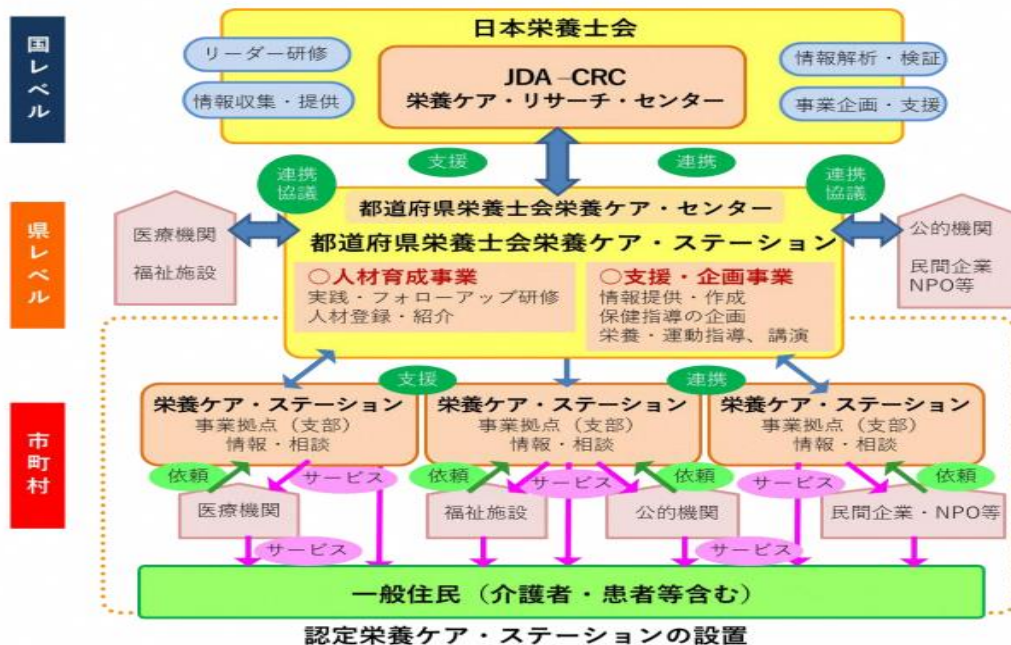 国レベル
日本栄養士会
リーダー研修
情報収集・提供
JDA–CRC
栄養ケア・リサーチ・センター
情報解析・検証
事業企画・支援
支援
連携
県レベル
連携
協議
連携
協議
医療機関
福祉施設
都道府県栄養士会栄養ケア・センター
都道府県栄養士会栄養ケア・ステーション
〇人材育成事業
実践・フォローアップ研修
人材登録・紹介
〇支援・企画事業
情報提供・作成
保健指導の企画
栄養・運動指導、講演
公的機関
民間企業
NPO等
市町村
支援
連携
栄養ケア・ステーション
事業拠点（支部）
情報・相談
栄養ケア・ステーション
事業拠点（支部）
情報・相談
栄養ケア・ステーション
事業拠点（支部）
情報・相談
依頼
サービス
依頼
サービス
依頼
サービス
依頼
医療機関
福祉施設
公的機関
民間企業・NPO等
サービス
サービス
一般住民（介護者・患者等含む）
認定栄養ケア・ステーションの設置